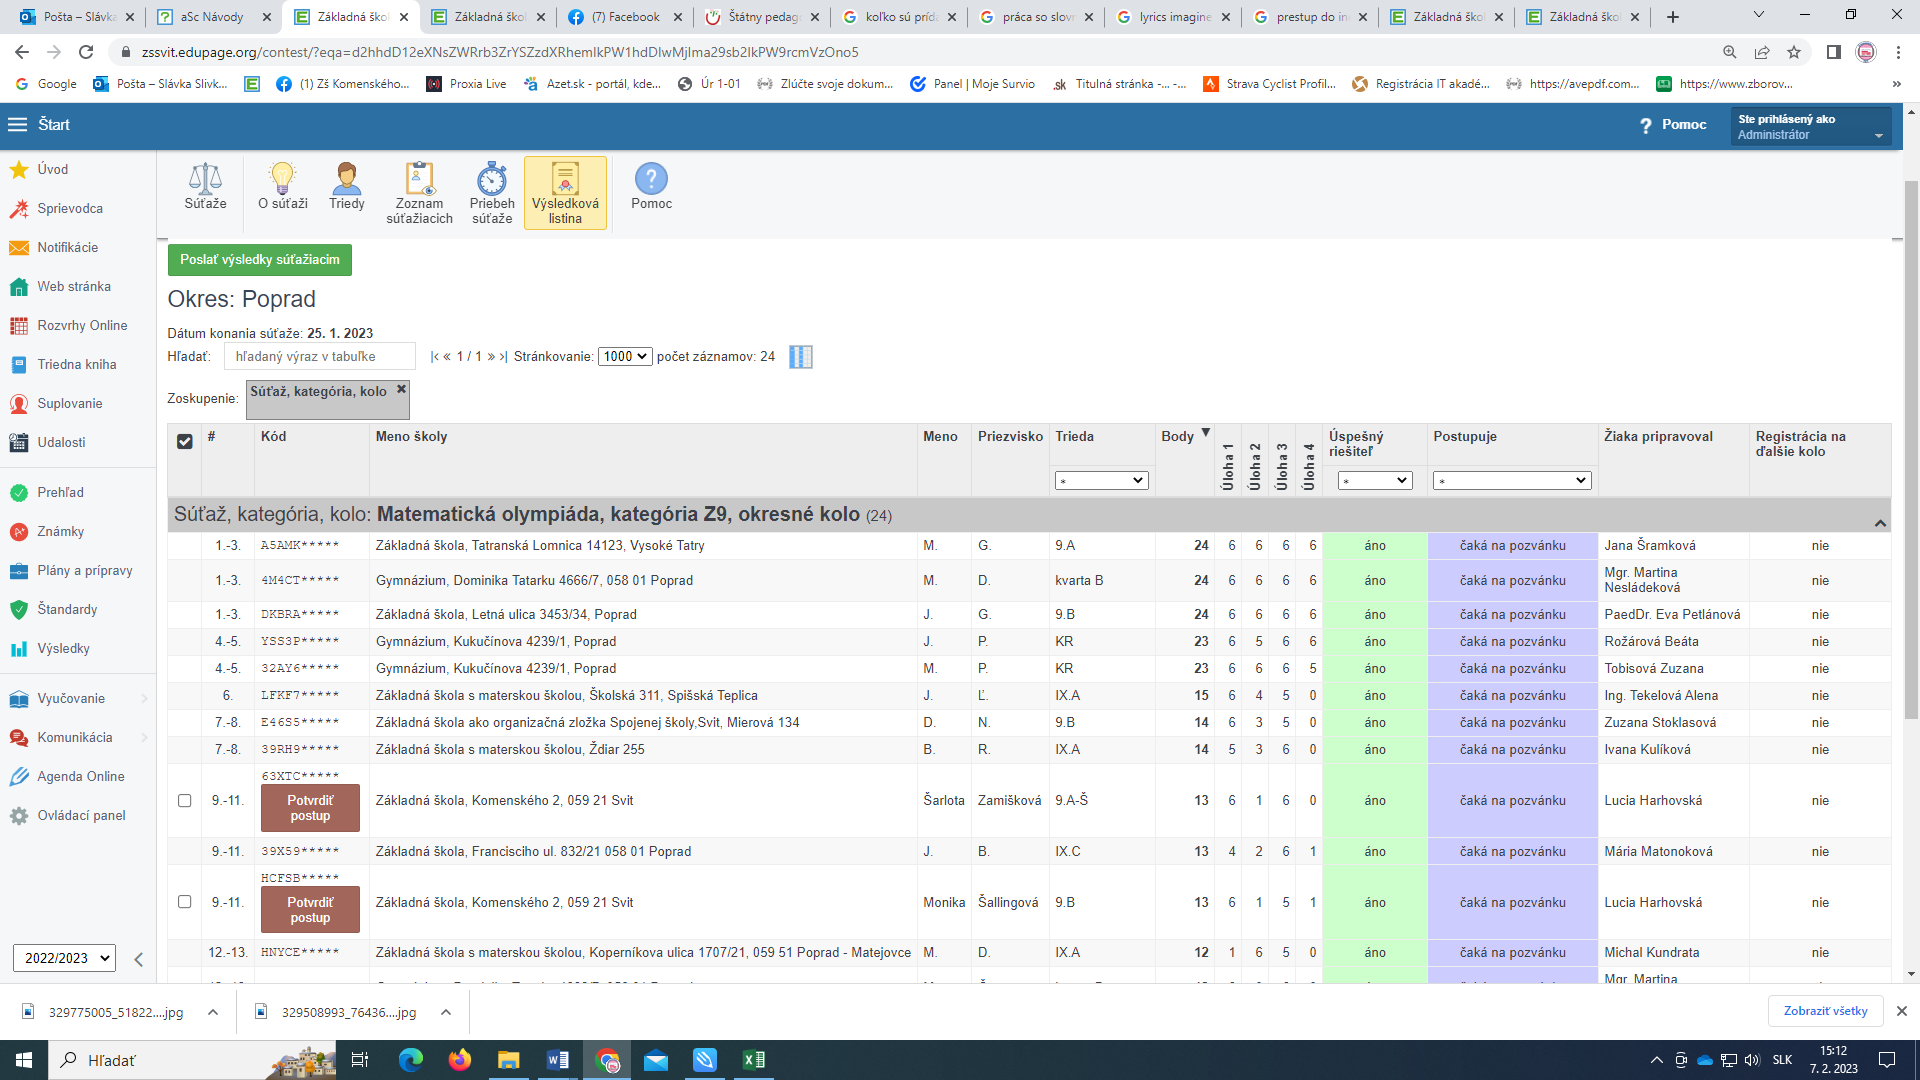 Pošta – Slávka
aSc Návody
Základná ško
Základná ško
(7) Facebook
Štátny pedag
koľko sú príd
práca so slov
lyrics imagine
prestup do in
Základná ško
Základná ško
zssvit.edupage.org/contest/?eqa=d2hhdD12eXNsZWRrb3ZrYSZzdXRhemlkPW1hdDIwMjIma29sb2lkPW9rcmVzOno5
Google
Pošta – Slávka Slivk...
(1) Zš Komenského...
Proxia Live
Azet.sk - portál, kde...
Úr 1-01
Zlúčte svoje dokum...
Panel | Moje Survio
Titulná stránka -... -...
Strava Cyclist Profil...
Registrácia IT akadé...
https://avepdf.com...
https://www.zborov...
Štart
Pomoc
Ste prihlásený ako
Administrátor
Úvod
Sprievodca
Notifikácie
Web stránka
Rozvrhy Online
Triedna kniha
Suplovanie
Udalosti
Prehľad
Známky
Plány a prípravy
Štandardy
Výsledky
Vyučovanie
Komunikácia
Agenda Online
Ovládací panel
2022/2023
Súťaže
O súťaži
Triedy
Zoznam súťažiacich
Priebeh súťaže
Výsledková listina
Pomoc
Poslať výsledky súťažiacim
Okres: Poprad
Dátum konania súťaže: 25. 1. 2023
Hľadať: hľadaný výraz v tabuľke |‹ « 1 / 1 » ›| Stránkovanie: 1000 počet záznamov: 24
Zoskupenie: Súťaž, kategória, kolo ✖
# Kód Meno školy Meno Priezvisko Trieda Body ▼ Úloha 1 Úloha 2 Úloha 3 Úloha 4 Úspešný riešiteľ Postupuje Žiaka pripravoval Registrácia na ďalšie kolo
* * *
Súťaž, kategória, kolo: Matematická olympiáda, kategória Z9, okresné kolo (24)
1.-3. A5AMK***** Základná škola, Tatranská Lomnica 14123, Vysoké Tatry M. G. 9.A 24 6 6 6 6 áno čaká na pozvánku Jana Šramková nie
1.-3. 4M4CT***** Gymnázium, Dominika Tatarku 4666/7, 058 01 Poprad M. D. kvarta B 24 6 6 6 6 áno čaká na pozvánku Mgr. Martina Nesládeková nie
1.-3. DKBRA***** Základná škola, Letná ulica 3453/34, Poprad J. G. 9.B 24 6 6 6 6 áno čaká na pozvánku PaedDr. Eva Petlánová nie
4.-5. YSS3P***** Gymnázium, Kukučínova 4239/1, Poprad J. P. KR 23 6 5 6 6 áno čaká na pozvánku Rožárová Beáta nie
4.-5. 32AY6***** Gymnázium, Kukučínova 4239/1, Poprad M. P. KR 23 6 6 6 5 áno čaká na pozvánku Tobisová Zuzana nie
6. LFKF7***** Základná škola s materskou školou, Školská 311, Spišská Teplica J. Ľ. IX.A 15 6 4 5 0 áno čaká na pozvánku Ing. Tekelová Alena nie
7.-8. E46S5***** Základná škola ako organizačná zložka Spojenej školy,Svit, Mierová 134 D. N. 9.B 14 6 3 5 0 áno čaká na pozvánku Zuzana Stoklasová nie
7.-8. 39RH9***** Základná škola s materskou školou, Ždiar 255 B. R. IX.A 14 5 3 6 0 áno čaká na pozvánku Ivana Kulíková nie
9.-11. 63XTC***** Potvrdiť postup Základná škola, Komenského 2, 059 21 Svit Šarlota Zamišková 9.A-Š 13 6 1 6 0 áno čaká na pozvánku Lucia Harhovská nie
9.-11. 39X59***** Základná škola, Francisciho ul. 832/21 058 01 Poprad J. B. IX.C 13 4 2 6 1 áno čaká na pozvánku Mária Matonoková nie
9.-11. HCFSB***** Potvrdiť postup Základná škola, Komenského 2, 059 21 Svit Monika Šallingová 9.B 13 6 1 5 1 áno čaká na pozvánku Lucia Harhovská nie
12.-13. HNYCE***** Základná škola s materskou školou, Koperníkova ulica 1707/21, 059 51 Poprad - Matejovce M. D. IX.A 12 1 6 5 0 áno čaká na pozvánku Michal Kundrata nie
Mgr. Martina
329775005_51822....jpg
329508993_76436....jpg
Zobraziť všetky
Hľadať
SLK
15:12
7. 2. 2023